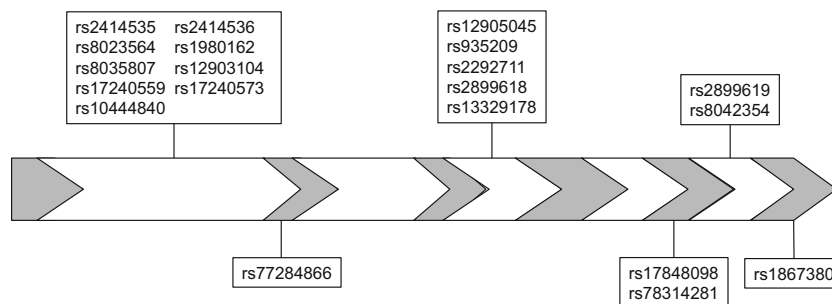 rs2414535 rs2414536
rs8023564 rs1980162
rs8035807 rs12903104
rs17240559 rs17240573
rs10444840
rs12905045
rs935209
rs2292711
rs2899618
rs13329178
rs2899619
rs8042354
rs77284866
rs17848098
rs78314281
rs1867380